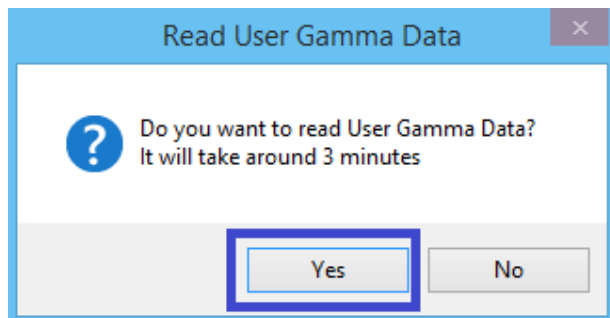 Read User Gamma Data
Do you want to read User Gamma Data?
It will take around 3 minutes
Yes
No